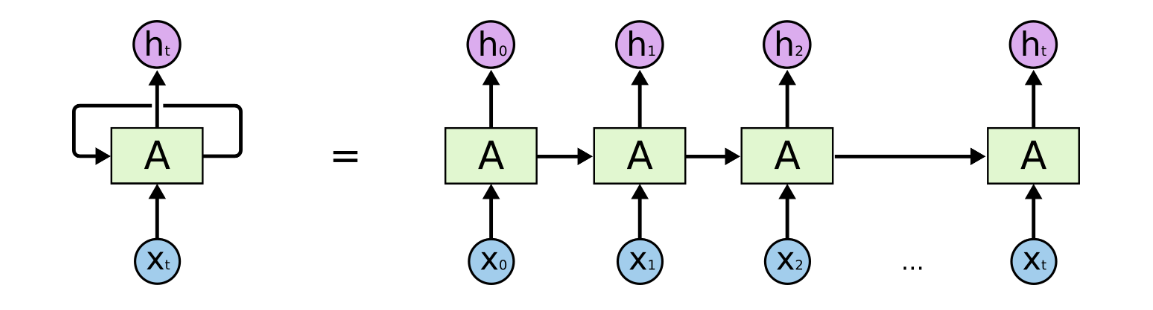 ht h0 h1 h2 ht
A = A A A A
xt x0 x1 x2 ... xt